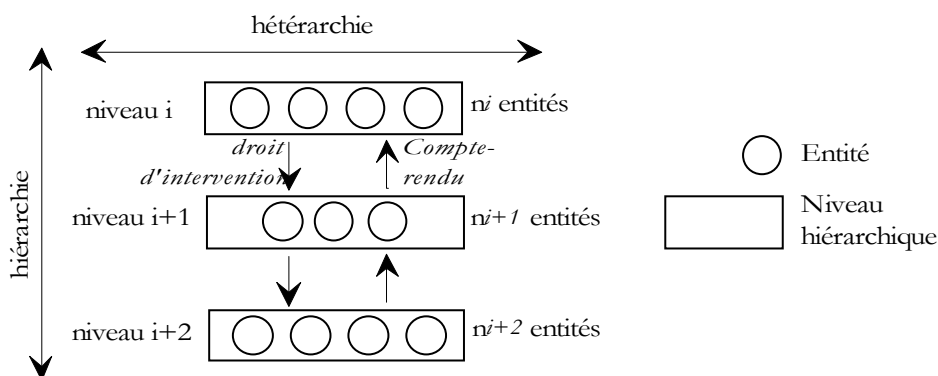 hétérarchie
hiérarchie
niveau i
ni entités
droit
d'intervention
Compte-
rendu
niveau i+1
ni+1 entités
niveau i+2
ni+2 entités
Entité
Niveau
hiérarchique